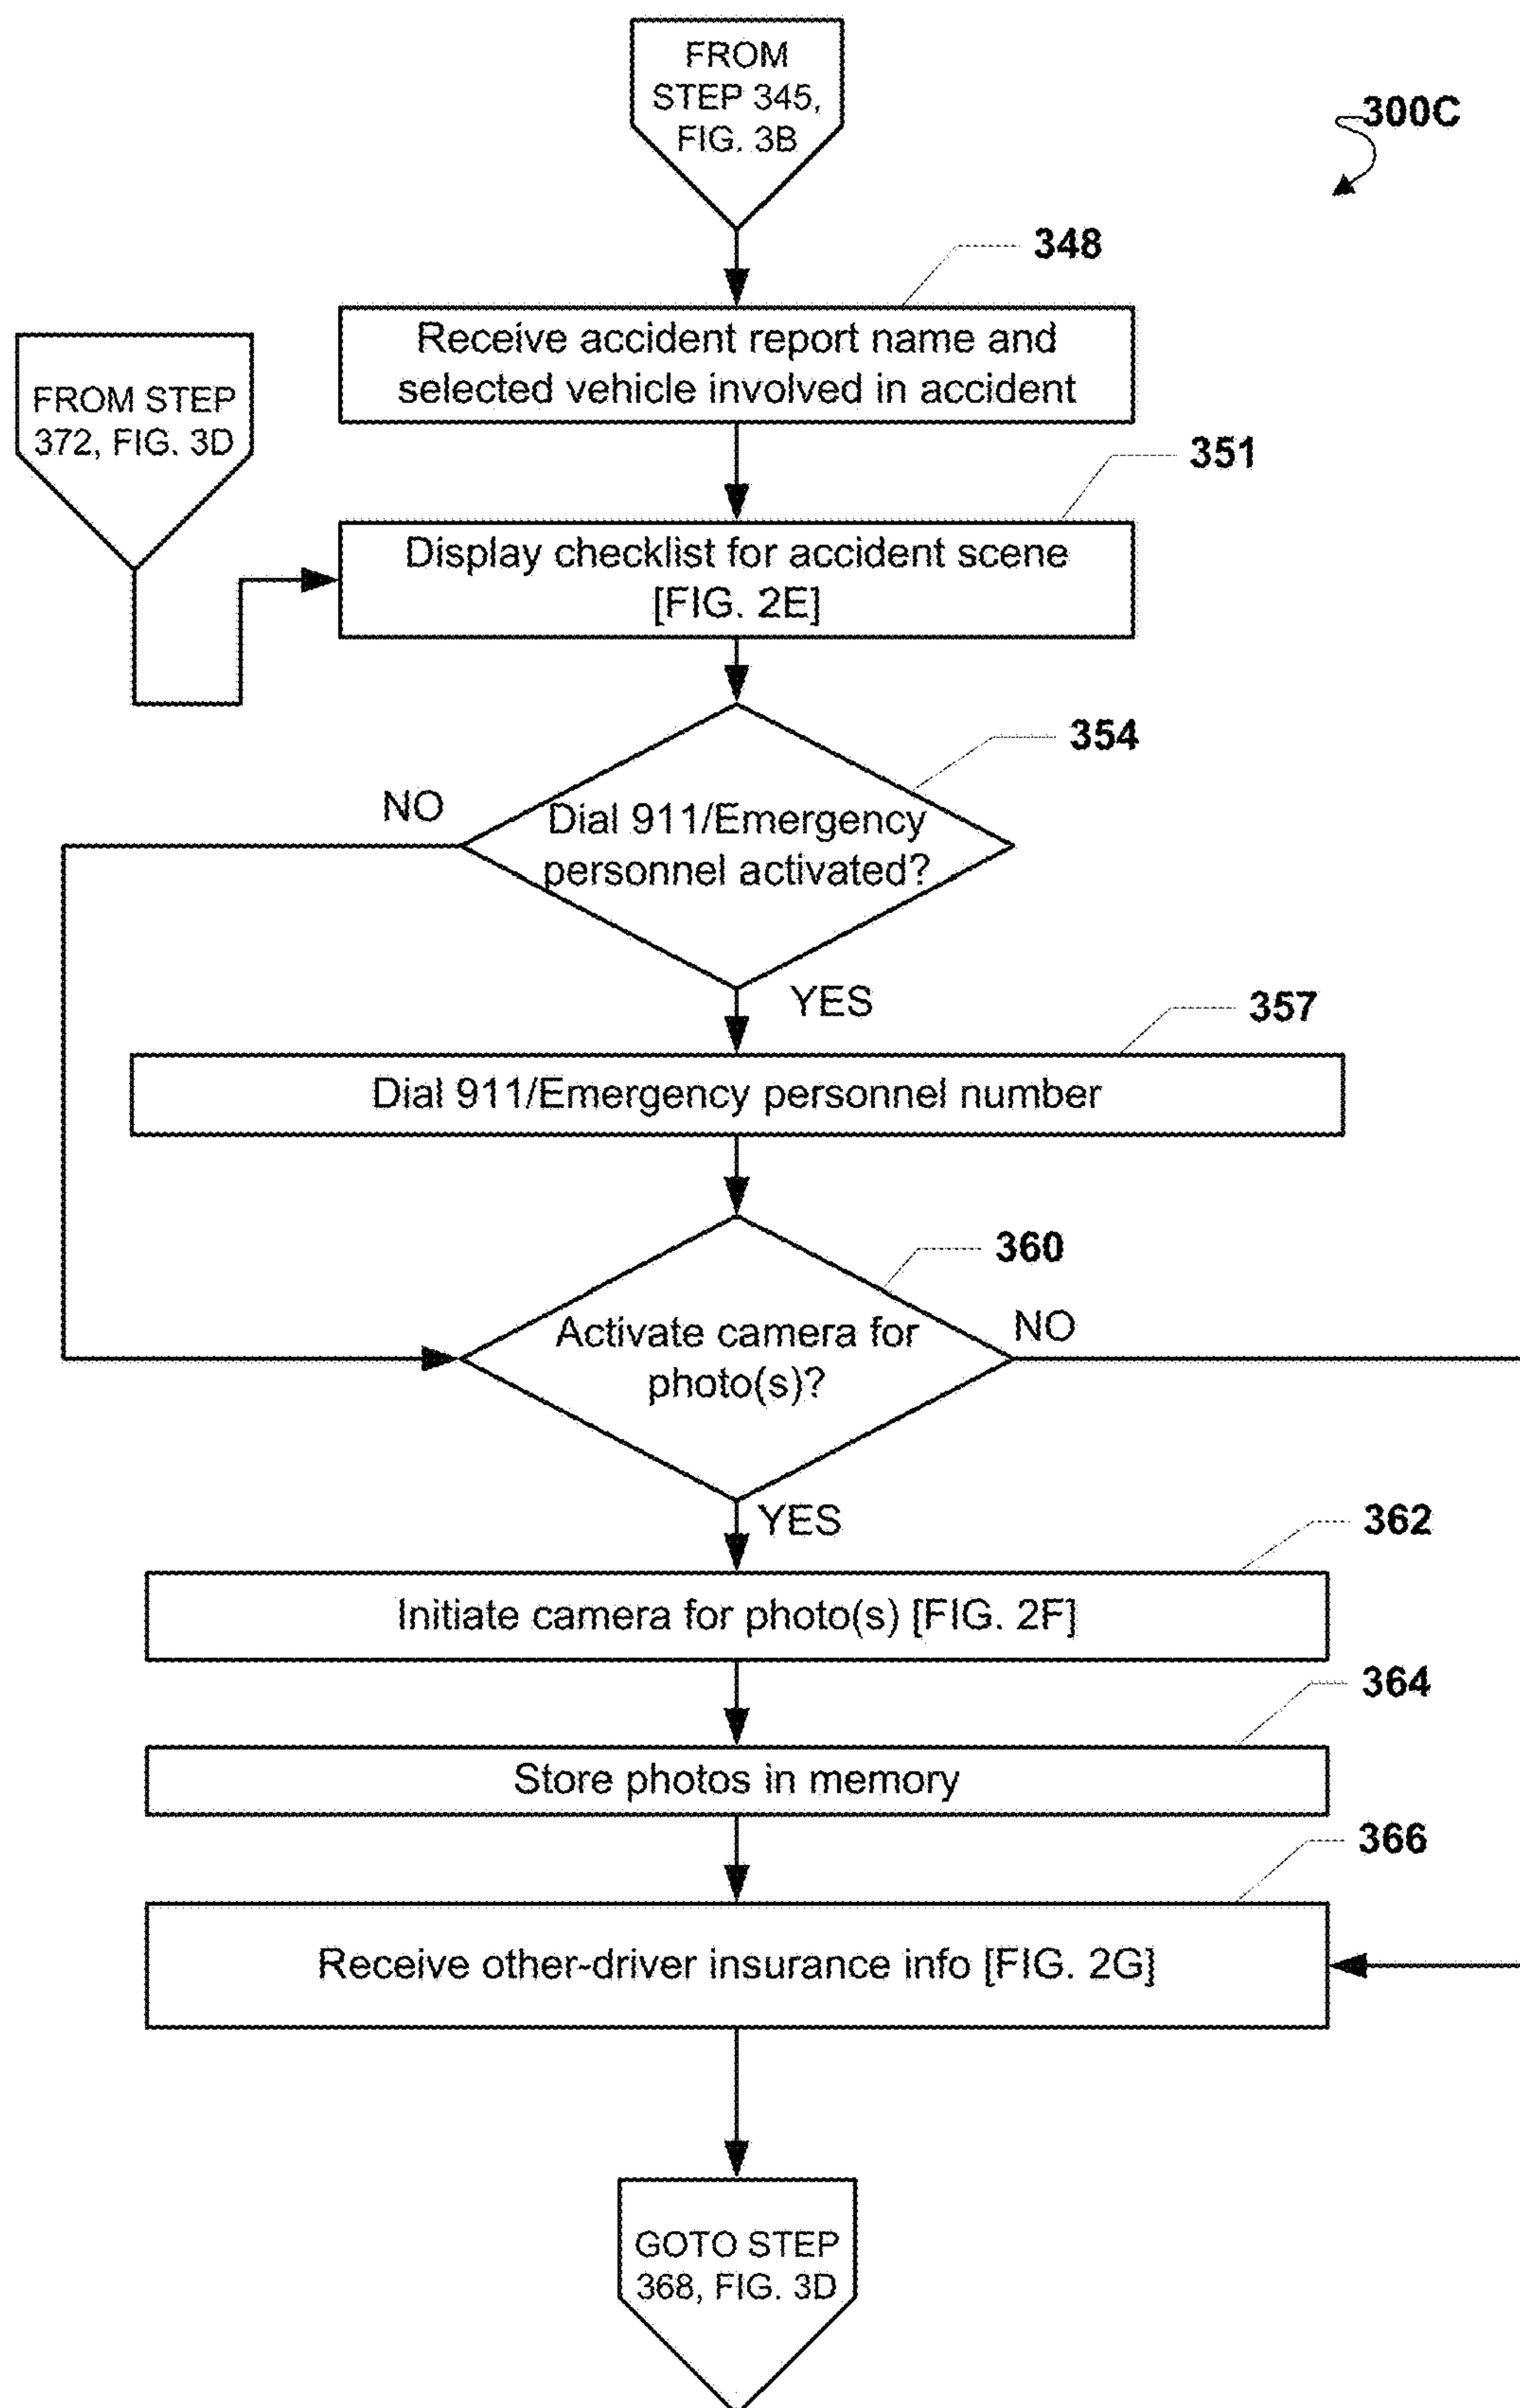 FROM
STEP 345,
FIG. 3B
300C
348
Receive accident report name and
selected vehicle involved in accident
FROM STEP
372, FIG. 3D
351
Display checklist for accident scene
[FIG. 2E]
354
NO
Dial 911/Emergency
personnel activated?
YES
357
Dial 911/Emergency personnel number
360
Activate camera for
photo(s)?
NO
YES
362
Initiate camera for photo(s) [FIG. 2F]
364
Store photos in memory
366
Receive other-driver insurance info [FIG. 2G]
GOTO STEP
368, FIG. 3D